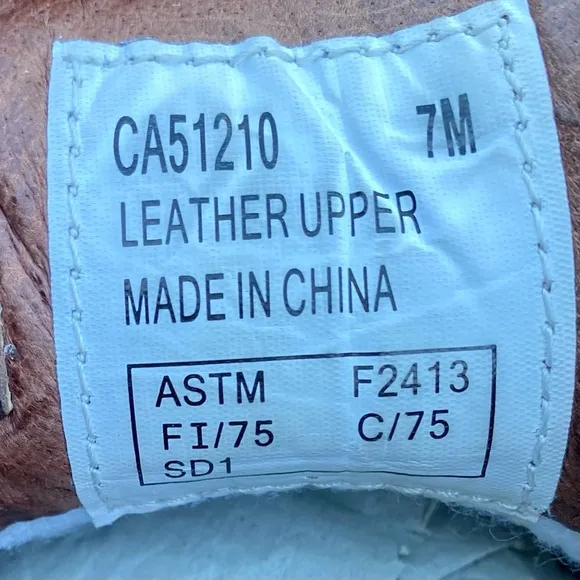 CA51210 7M
LEATHER UPPER
MADE IN CHINA
ASTM F2413
FI/75 C/75
SD1